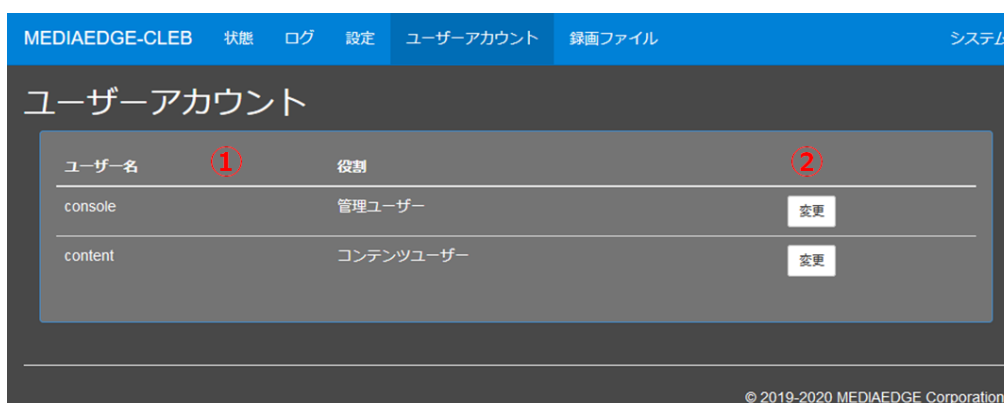 MEDIAEDGE-CLEB 状態 ログ 設定 ユーザーアカウント 録画ファイル システム
ユーザーアカウント
ユーザー名 ① 役割 ②
console 管理ユーザー 変更
content コンテンツユーザー 変更
© 2019-2020 MEDIAEDGE Corporation